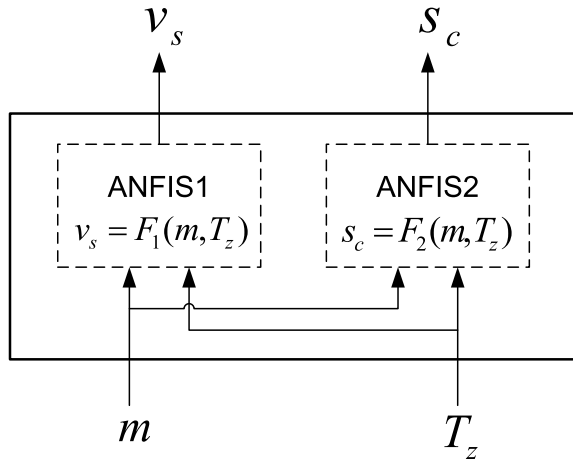 v_s s_c
ANFIS1
v_s = F_1(m,T_z)
ANFIS2
s_c = F_2(m,T_z)
m T_z